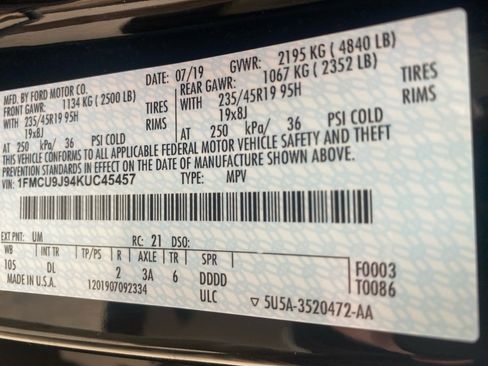 MFD. BY FORD MOTOR CO. DATE: 07/19 GVWR: 2195 KG ( 4840 LB)
FRONT GAWR: 1134 KG ( 2500 LB) REAR GAWR: 1067 KG ( 2352 LB)
WITH 235/45R19 95H TIRES WITH 235/45R19 95H TIRES
19x8J RIMS 19x8J RIMS
AT 250 kPa/ 36 PSI COLD AT 250 kPa/ 36 PSI COLD
THIS VEHICLE CONFORMS TO ALL APPLICABLE FEDERAL MOTOR VEHICLE SAFETY AND THEFT
PREVENTION STANDARDS IN EFFECT ON THE DATE OF MANUFACTURE SHOWN ABOVE.
VIN: 1FMCU9J94KUC45457 TYPE: MPV
EXT PNT: UM RC: 21 DSO:
WB INT TR TP/PS R AXLE TR SPR
105 DL 2 3A 6 DDDD F0003
MADE IN U.S.A. 1201907092334 ULC T0086
▽ 5U5A-3520472-AA